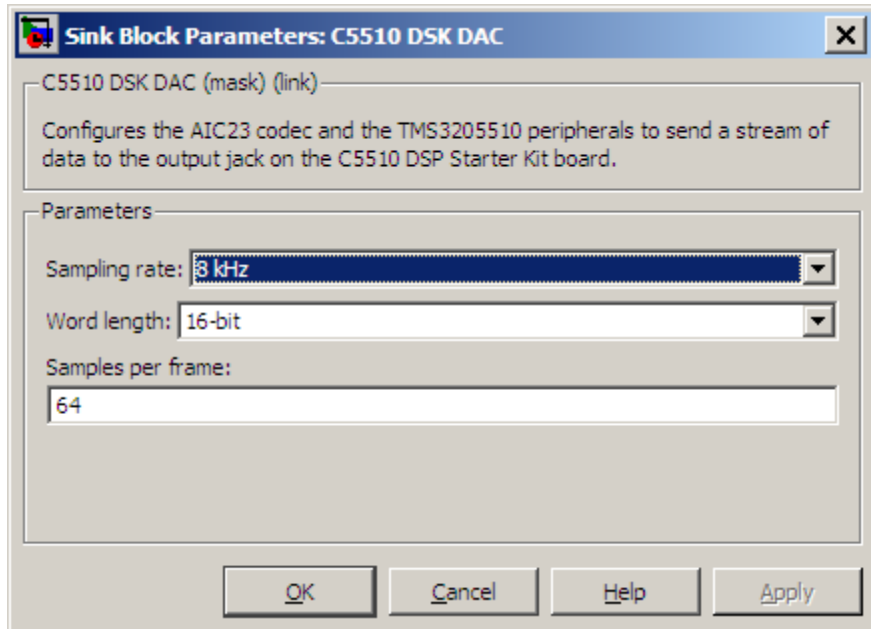 Sink Block Parameters: C5510 DSK DAC
C5510 DSK DAC (mask) (link)
Configures the AIC23 codec and the TMS3205510 peripherals to send a stream of
data to the output jack on the C5510 DSP Starter Kit board.
Parameters
Sampling rate: 8 kHz
Word length: 16-bit
Samples per frame:
64
OK Cancel Help Apply